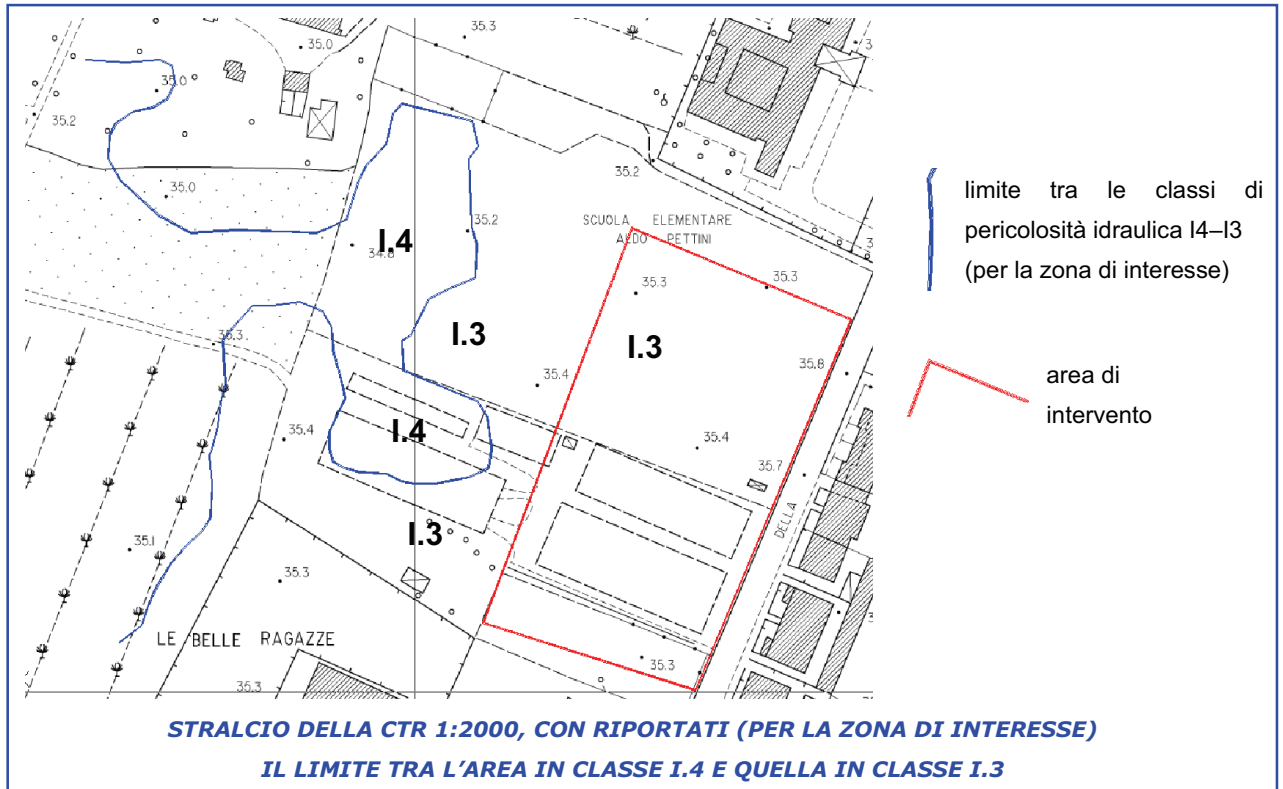 35.3
35.0
35.0
35.2
35.2
35.0
SCUOLA ELEMENTARE
ALDO PETTINI
35.2
I.4
34.8
35.3
35.3
I.3
I.3
35.3
35.8
35.4
I.4
35.4
35.4
35.7
DELLA
I.3
35.1
35.3
LE BELLE RAGAZZE
35.3
35.3
limite tra le classi di
pericolosità idraulica I4–I3
(per la zona di interesse)
area di
intervento
STRALCIO DELLA CTR 1:2000, CON RIPORTATI (PER LA ZONA DI INTERESSE)
IL LIMITE TRA L’AREA IN CLASSE I.4 E QUELLA IN CLASSE I.3